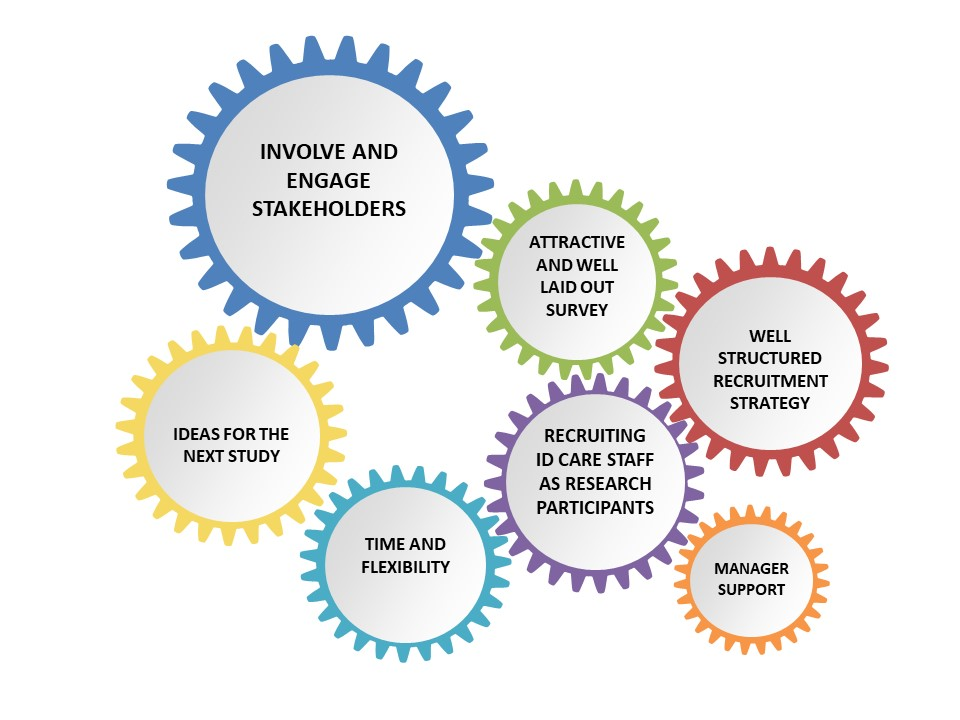 INVOLVE AND
ENGAGE
STAKEHOLDERS
ATTRACTIVE
AND WELL
LAID OUT
SURVEY
WELL
STRUCTURED
RECRUITMENT
STRATEGY
IDEAS FOR THE
NEXT STUDY
RECRUITING
ID CARE STAFF
AS RESEARCH
PARTICIPANTS
TIME AND
FLEXIBILITY
MANAGER
SUPPORT